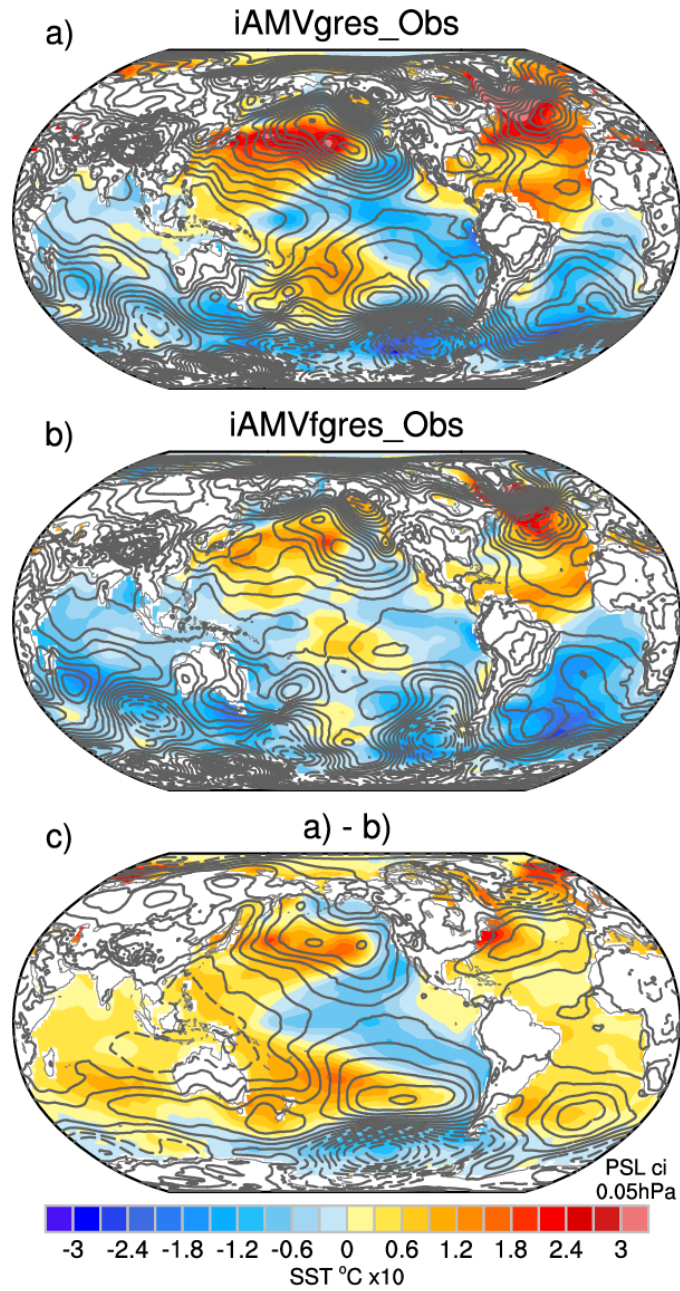 a) iAMVgres_Obs
b) iAMVfgres_Obs
c) a) - b)
PSL ci
0.05hPa
-3 -2.4 -1.8 -1.2 -0.6 0 0.6 1.2 1.8 2.4 3
SST °C x10